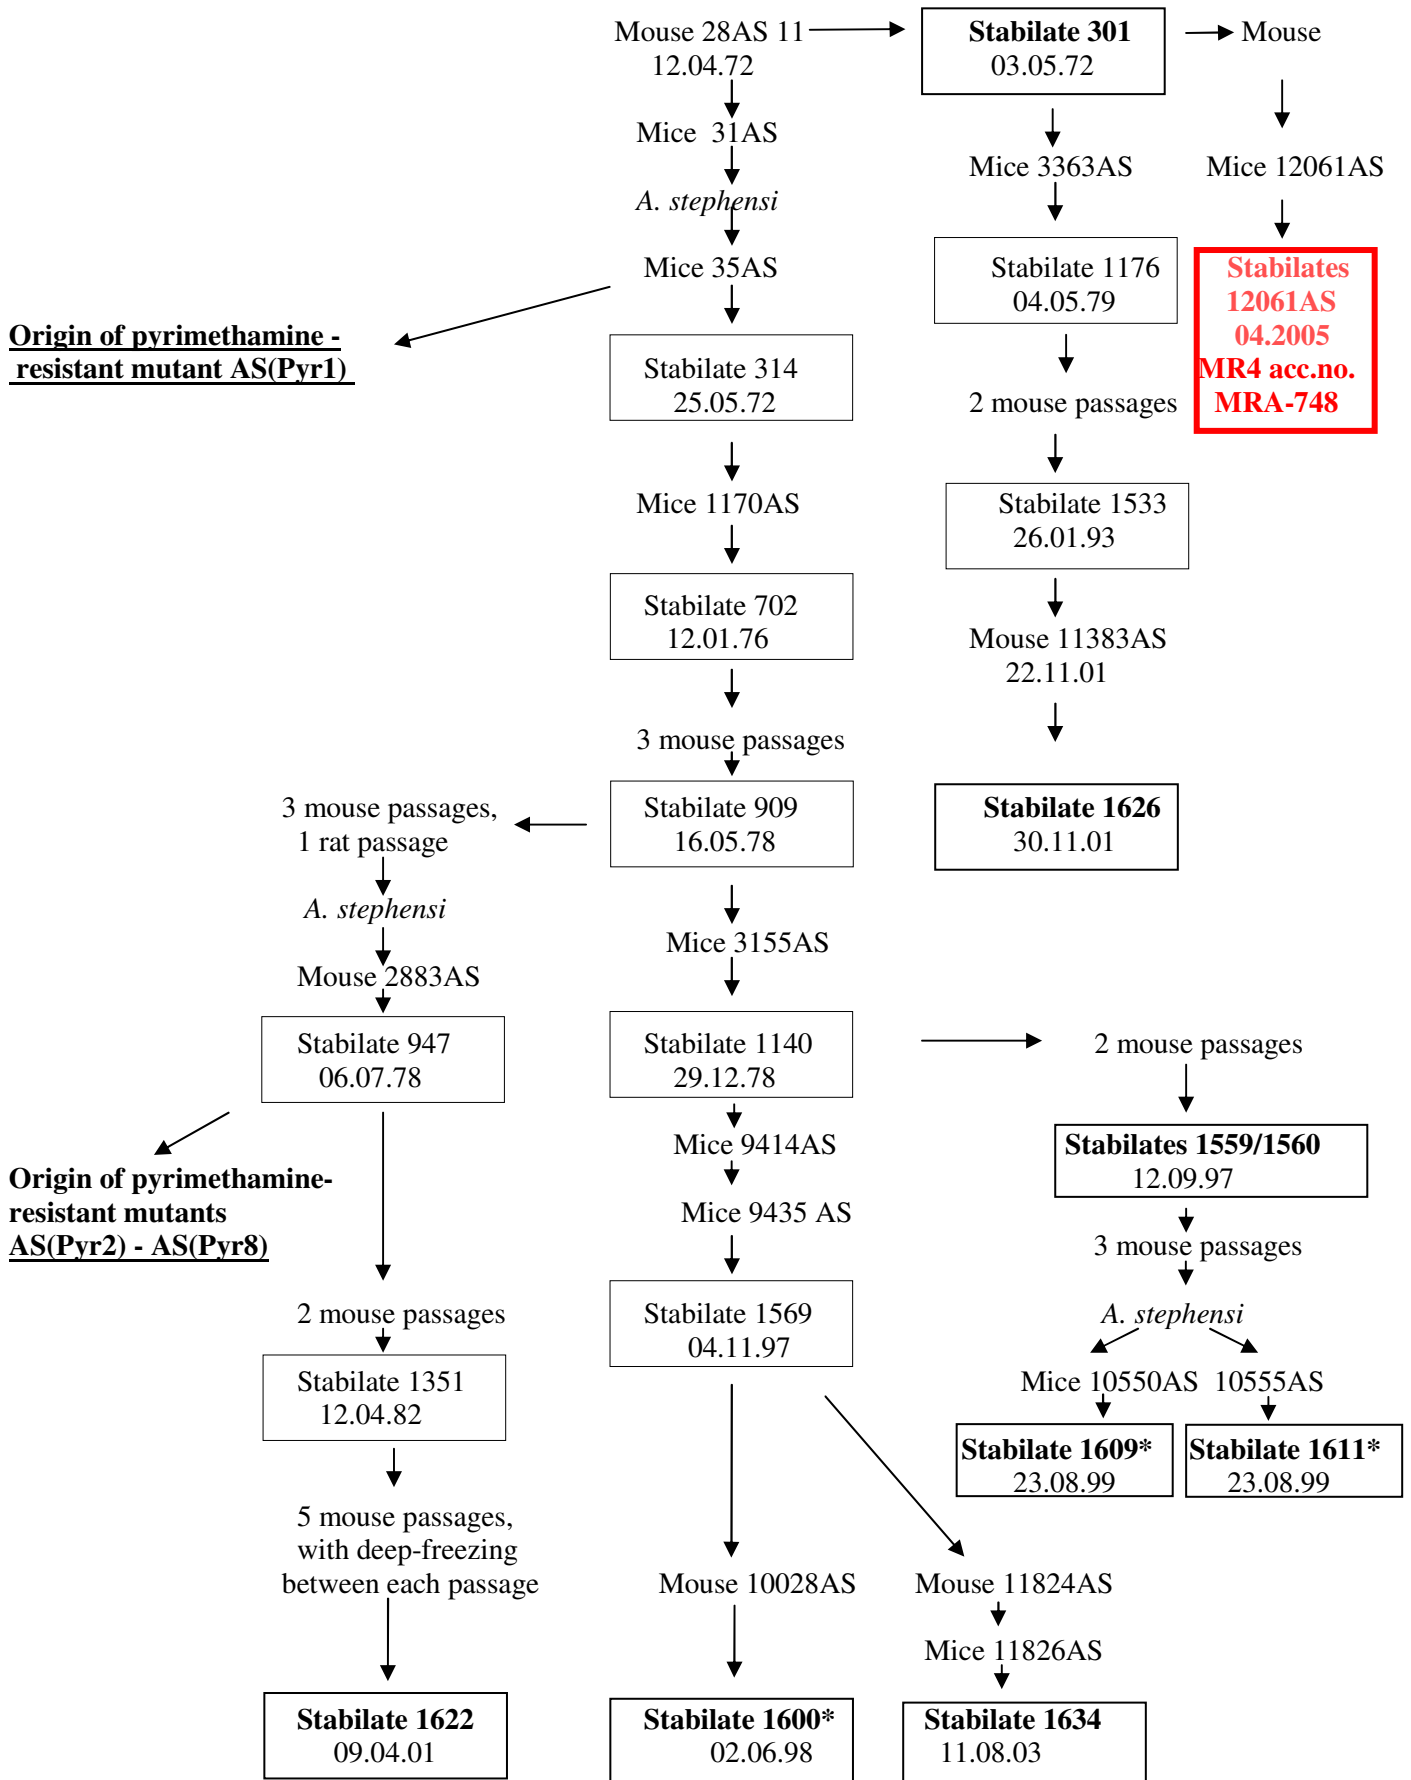 Mouse 28AS 11
12.04.72
Stabilate 301
03.05.72
Mouse
Mice 31AS
Mice 3363AS
Mice 12061AS
A. stephensi
Mice 35AS
Stabilate 1176
04.05.79
Stabilates
12061AS
04.2005
MR4 acc.no.
MRA-748
Origin of pyrimethamine -
resistant mutant AS(Pyr1)
Stabilate 314
25.05.72
2 mouse passages
Mice 1170AS
Stabilate 1533
26.01.93
Stabilate 702
12.01.76
Mouse 11383AS
22.11.01
3 mouse passages
Stabilate 909
16.05.78
Stabilate 1626
30.11.01
3 mouse passages,
1 rat passage
A. stephensi
Mouse 2883AS
Mice 3155AS
Stabilate 947
06.07.78
Stabilate 1140
29.12.78
2 mouse passages
Origin of pyrimethamine-
resistant mutants
AS(Pyr2) - AS(Pyr8)
Mice 9414AS
Mice 9435 AS
Stabilates 1559/1560
12.09.97
3 mouse passages
2 mouse passages
Stabilate 1569
04.11.97
A. stephensi
Stabilate 1351
12.04.82
Mice 10550AS 10555AS
Stabilate 1609*
23.08.99
Stabilate 1611*
23.08.99
5 mouse passages,
with deep-freezing
between each passage
Mouse 10028AS
Mouse 11824AS
Mice 11826AS
Stabilate 1622
09.04.01
Stabilate 1600*
02.06.98
Stabilate 1634
11.08.03